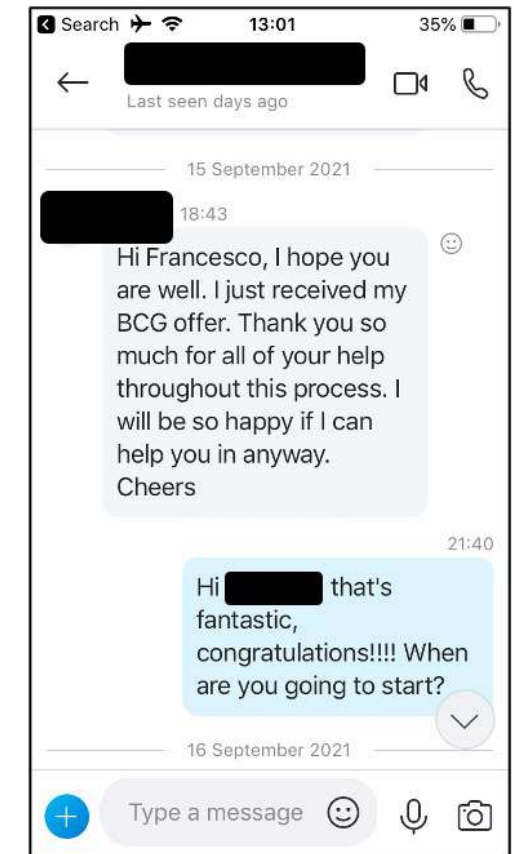 Search 13:01 35%
Last seen days ago
15 September 2021
18:43
Hi Francesco, I hope you
are well. I just received my
BCG offer. Thank you so
much for all of your help
throughout this process. I
will be so happy if I can
help you in anyway.
Cheers
21:40
Hi that's
fantastic,
congratulations!!!! When
are you going to start?
16 September 2021
Type a message